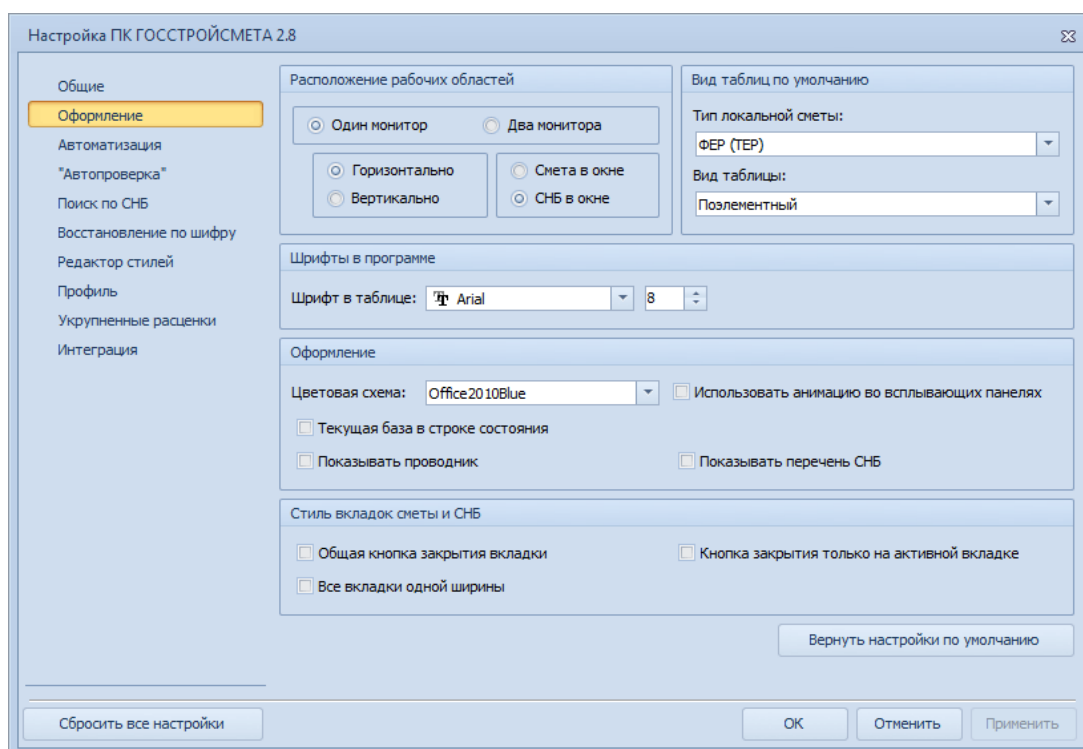 Настройка ПК ГОССТРОЙСМЕТА 2.8
Общие
Оформление
Автоматизация
"Автопроверка"
Поиск по СНБ
Восстановление по шифру
Редактор стилей
Профиль
Укрупненные расценки
Интеграция
Расположение рабочих областей
Один монитор
Два монитора
Горизонтально
Вертикально
Смета в окне
СНБ в окне
Вид таблиц по умолчанию
Тип локальной сметы:
ФЕР (ТЕР)
Вид таблицы:
Поэлементный
Шрифты в программе
Шрифт в таблице: Arial 8
Оформление
Цветовая схема: Office2010Blue
Использовать анимацию во всплывающих панелях
Текущая база в строке состояния
Показывать проводник
Показывать перечень СНБ
Стиль вкладок сметы и СНБ
Общая кнопка закрытия вкладки
Кнопка закрытия только на активной вкладке
Все вкладки одной ширины
Вернуть настройки по умолчанию
Сбросить все настройки
ОК
Отменить
Применить